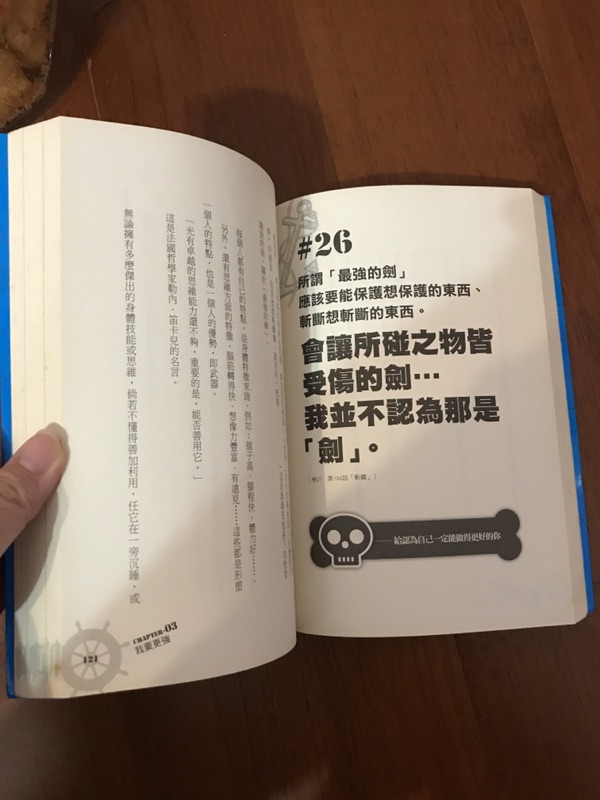 #26
所謂「最強的劍」
應該要能保護想保護的東西、
斬斷想斬斷的東西。
會讓所碰之物皆
受傷的劍…
我並不認為那是
「劍」。
給認為自己一定能做得更好的你
每個人都有自己的特點,從身體特徵來說,例如:個子高、腳程快、體力好……。
另外,還有思維方面的特徵。腦筋轉得快、想像力豐富、有遠見……這些都是形塑
一個人的特點,也是一個人的優勢,即武器。
「光有卓越的思維能力還不夠,重要的是,能否善用它。」
這是法國哲學家勒內.笛卡兒的名言。
無論擁有多麼傑出的身體技能或思維,倘若不懂得善加利用,任它在一旁沉睡,或
CHAPTER-03
我要更強
121